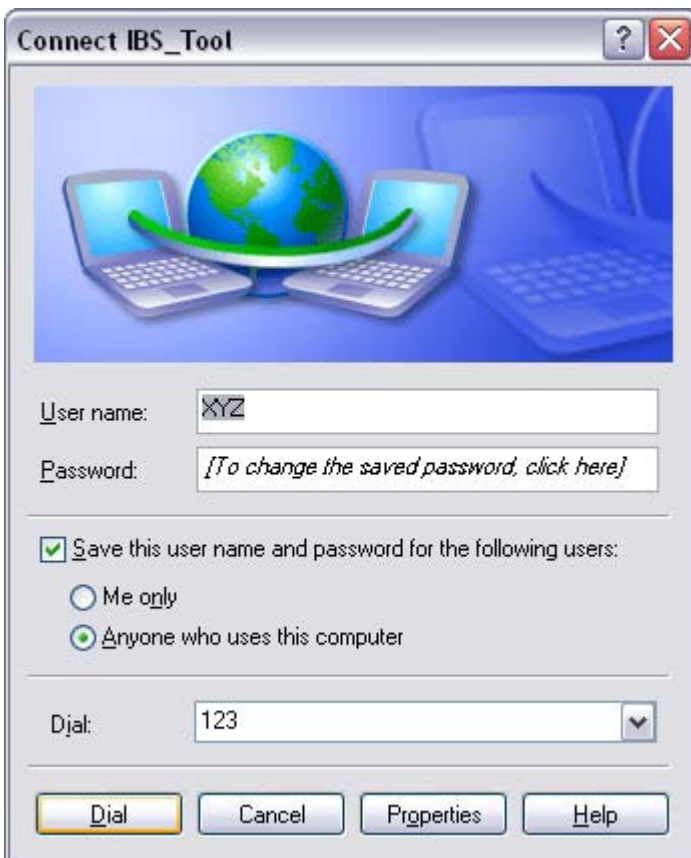 Connect IBS_Tool
User name: XYZ
Password: [To change the saved password, click here]
Save this user name and password for the following users:
Me only
Anyone who uses this computer
Dial: 123
Dial Cancel Properties Help